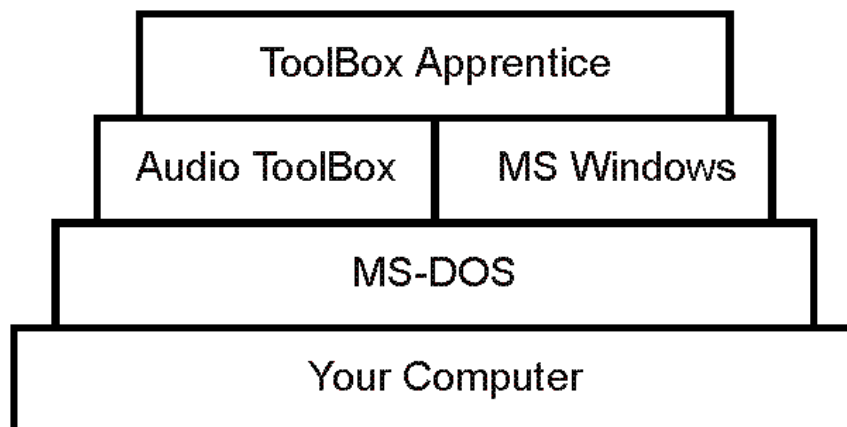 ToolBox Apprentice
Audio ToolBox MS Windows
MS-DOS
Your Computer